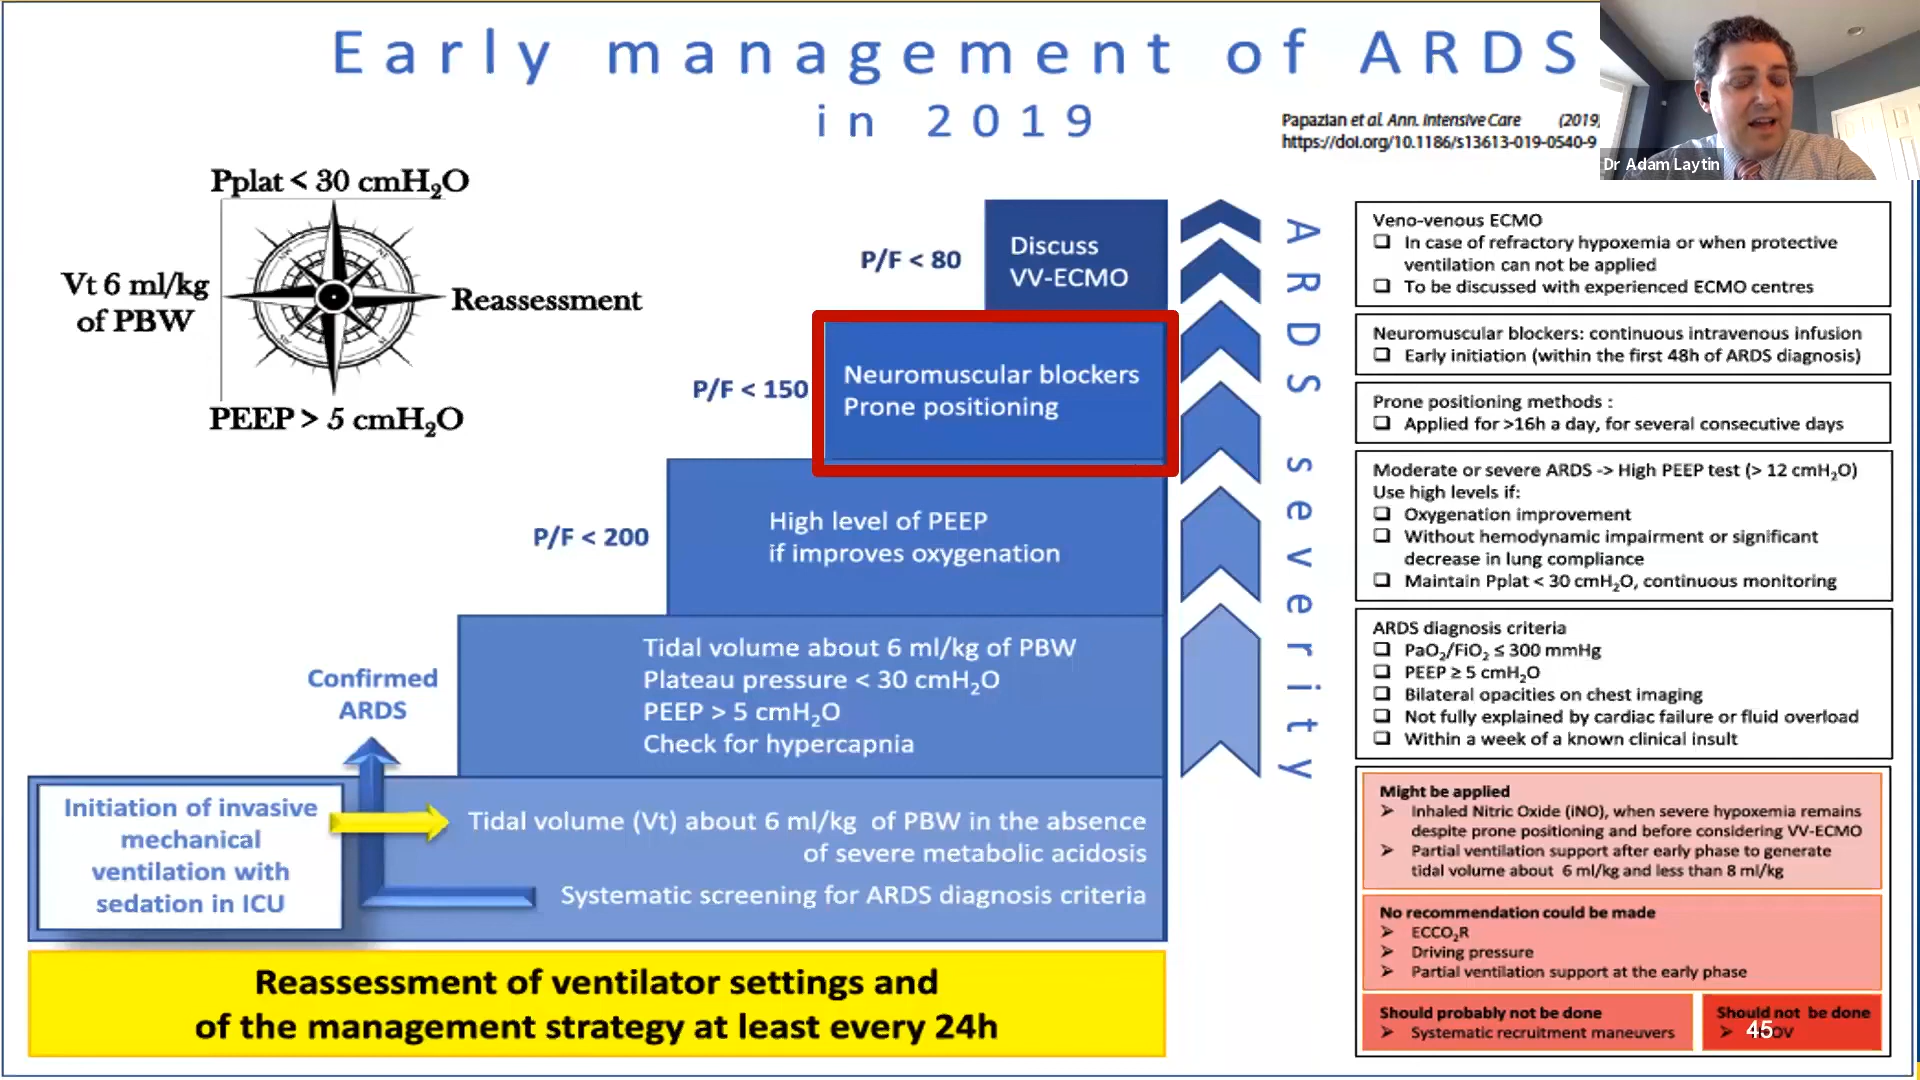 Early management of ARDS
in 2019
Papazian et al. Ann. Intensive Care (2019)
https://doi.org/10.1186/s13613-019-0540-9
Dr Adam Laytin
Pplat < 30 cmH₂O
Vt 6 ml/kg
of PBW
Reassessment
PEEP > 5 cmH₂O
P/F < 80
Discuss
VV-ECMO
P/F < 150
Neuromuscular blockers
Prone positioning
P/F < 200
High level of PEEP
if improves oxygenation
Confirmed
ARDS
Tidal volume about 6 ml/kg of PBW
Plateau pressure < 30 cmH₂O
PEEP > 5 cmH₂O
Check for hypercapnia
Initiation of invasive
mechanical
ventilation with
sedation in ICU
Tidal volume (Vt) about 6 ml/kg of PBW in the absence
of severe metabolic acidosis
Systematic screening for ARDS diagnosis criteria
Reassessment of ventilator settings and
of the management strategy at least every 24h
ARDS severity
Veno-venous ECMO
❑ In case of refractory hypoxemia or when protective
ventilation can not be applied
❑ To be discussed with experienced ECMO centres
Neuromuscular blockers: continuous intravenous infusion
❑ Early initiation (within the first 48h of ARDS diagnosis)
Prone positioning methods :
❑ Applied for >16h a day, for several consecutive days
Moderate or severe ARDS -> High PEEP test (> 12 cmH₂O)
Use high levels if:
❑ Oxygenation improvement
❑ Without hemodynamic impairment or significant
decrease in lung compliance
❑ Maintain Pplat < 30 cmH₂O, continuous monitoring
ARDS diagnosis criteria
❑ PaO₂/FiO₂ ≤ 300 mmHg
❑ PEEP ≥ 5 cmH₂O
❑ Bilateral opacities on chest imaging
❑ Not fully explained by cardiac failure or fluid overload
❑ Within a week of a known clinical insult
Might be applied
➢ Inhaled Nitric Oxide (iNO), when severe hypoxemia remains
despite prone positioning and before considering VV-ECMO
➢ Partial ventilation support after early phase to generate
tidal volume about 6 ml/kg and less than 8 ml/kg
No recommendation could be made
➢ ECCO₂R
➢ Driving pressure
➢ Partial ventilation support at the early phase
Should probably not be done
➢ Systematic recruitment maneuvers
Should not be done
45